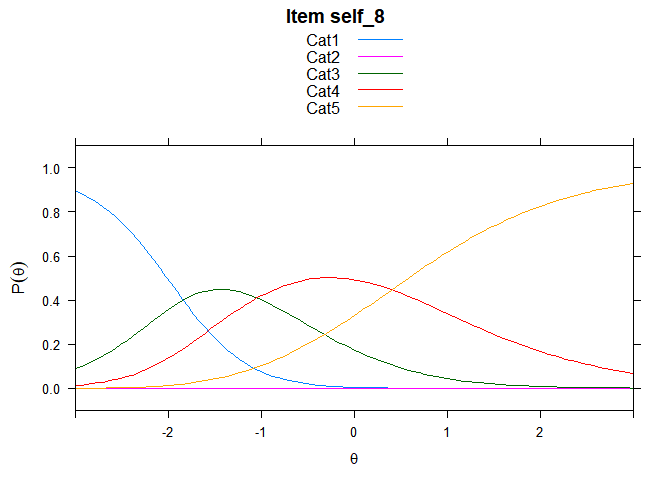 Item self_8
Cat1
Cat2
Cat3
Cat4
Cat5
1.0
0.8
0.6
0.4
0.2
0.0
P(θ)
-2 -1 0 1 2
θ